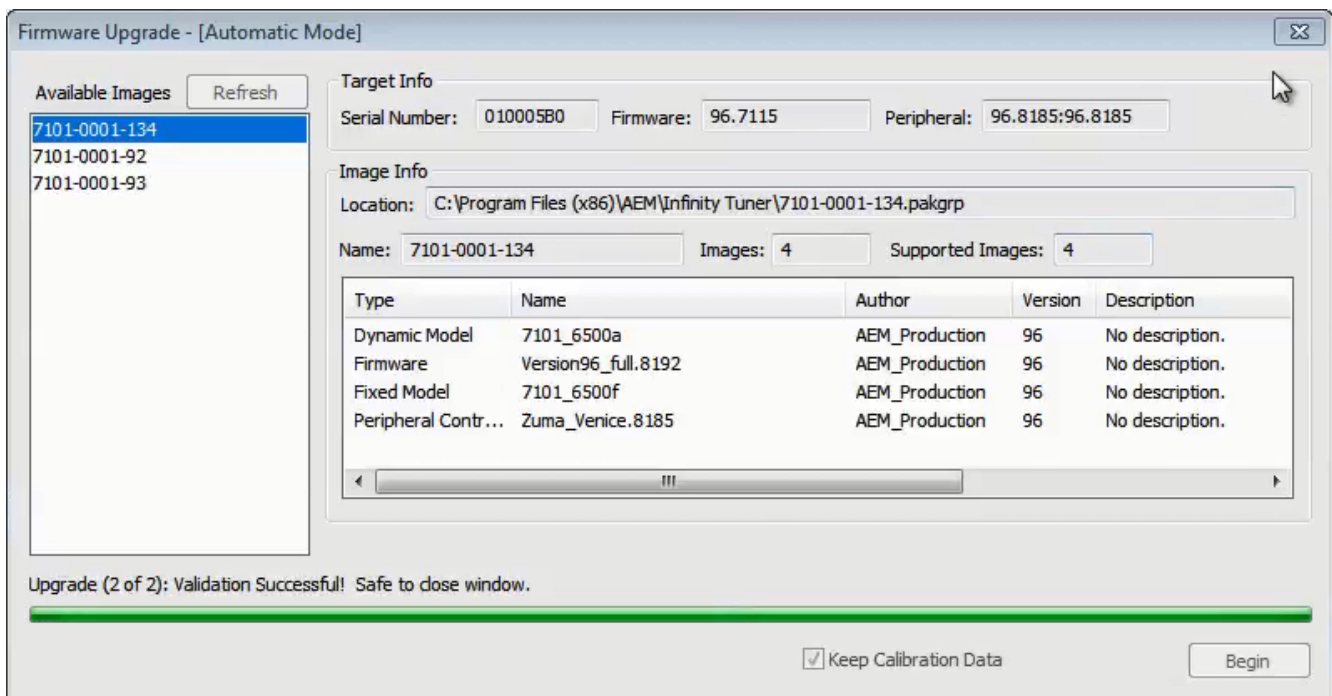 Firmware Upgrade - [Automatic Mode]
Available Images Refresh
7101-0001-134
7101-0001-92
7101-0001-93
Target Info
Serial Number: 010005B0 Firmware: 96.7115 Peripheral: 96.8185:96.8185
Image Info
Location: C:\Program Files (x86)\AEM\Infinity Tuner\7101-0001-134.pakgrp
Name: 7101-0001-134 Images: 4 Supported Images: 4
Type Name Author Version Description
Dynamic Model 7101_6500a AEM_Production 96 No description.
Firmware Version96_full.8192 AEM_Production 96 No description.
Fixed Model 7101_6500f AEM_Production 96 No description.
Peripheral Contr... Zuma_Venice.8185 AEM_Production 96 No description.
Upgrade (2 of 2): Validation Successful! Safe to close window.
Keep Calibration Data Begin